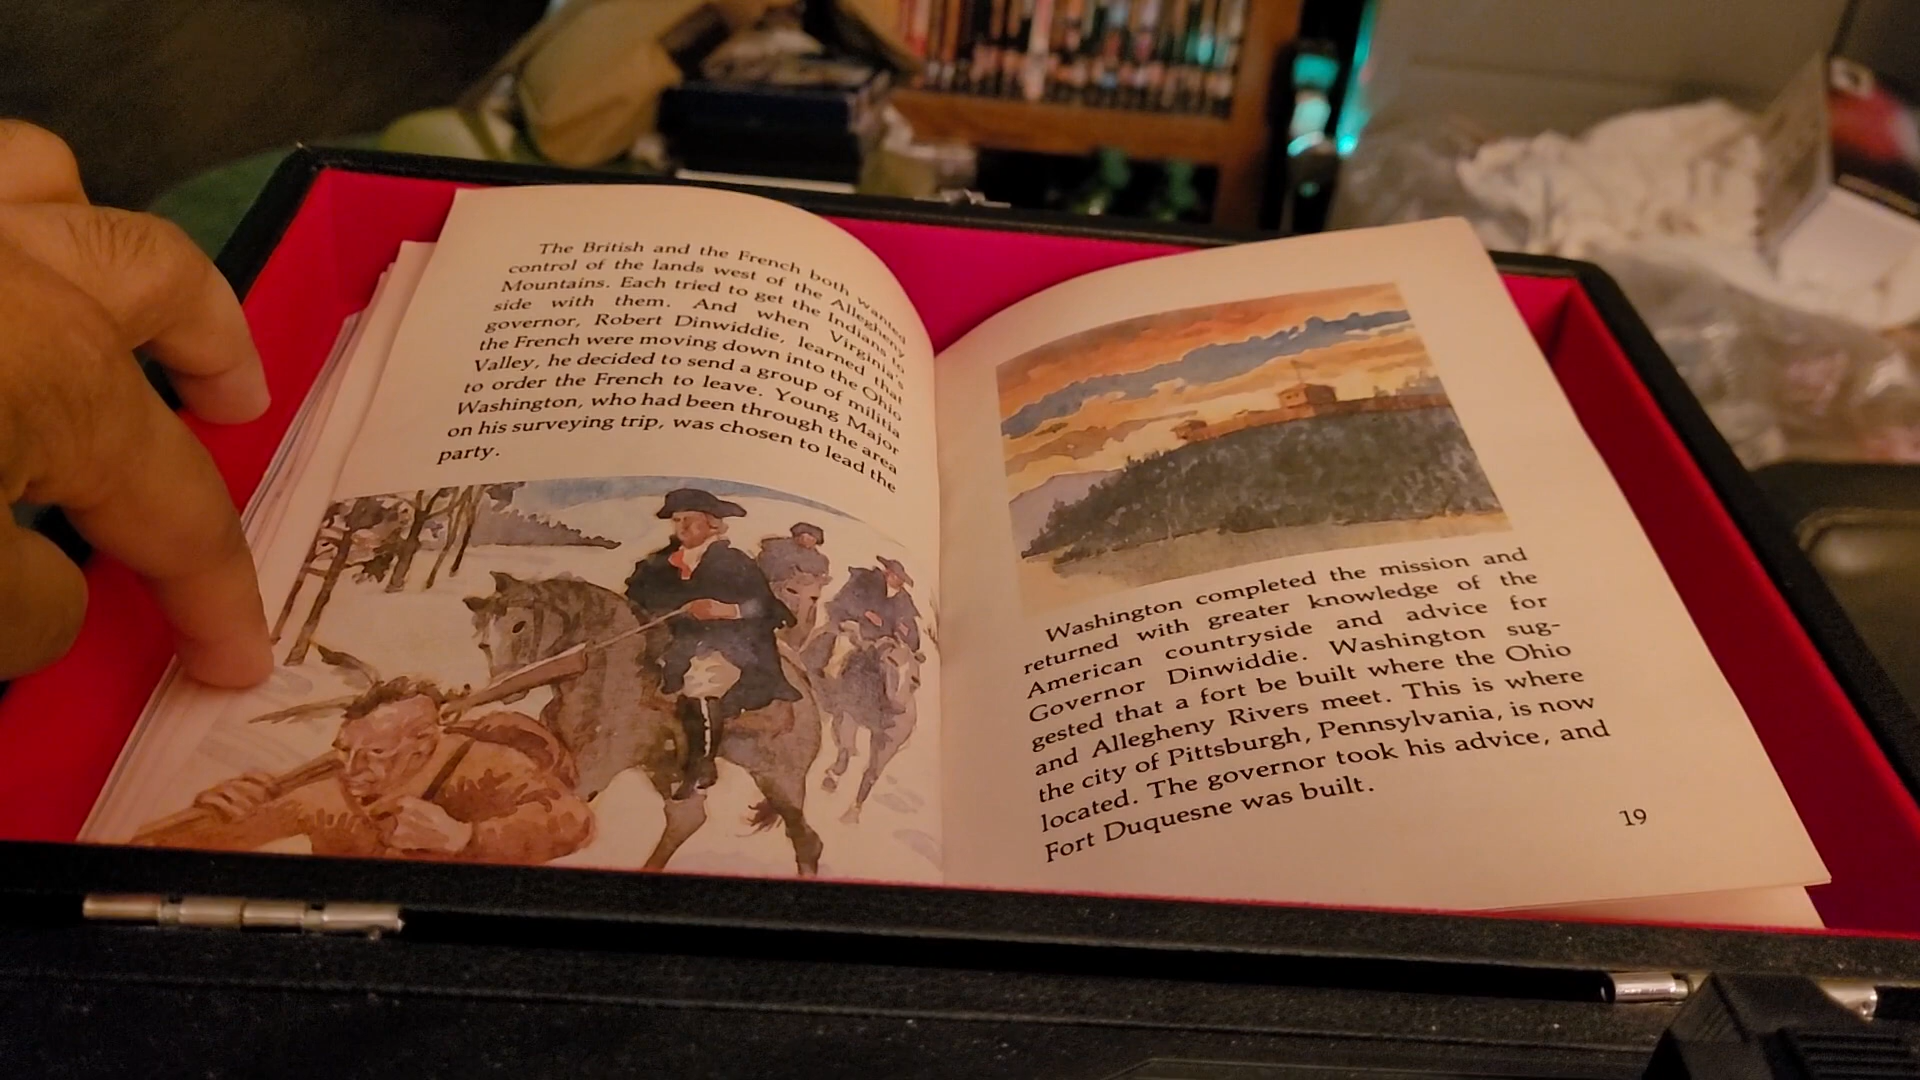 The British and the French both wanted
control of the lands west of the Allegheny
Mountains. Each tried to get the Indians to
side with them. And when Virginia's
governor, Robert Dinwiddie, learned that
the French were moving down into the Ohio
Valley, he decided to send a group of militia
to order the French to leave. Young Major
Washington, who had been through the area
on his surveying trip, was chosen to lead the
party.
Washington completed the mission and
returned with greater knowledge of the
American countryside and advice for
Governor Dinwiddie. Washington sug-
gested that a fort be built where the Ohio
and Allegheny Rivers meet. This is where
the city of Pittsburgh, Pennsylvania, is now
located. The governor took his advice, and
Fort Duquesne was built.
19